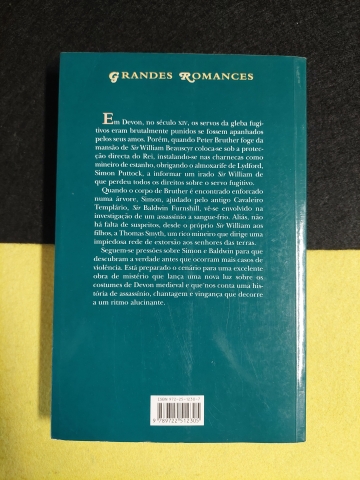 GRANDES ROMANCES
Em Devon, no século XIV, os servos da gleba fugi-
tivos eram brutalmente punidos se fossem apanhados
pelos seus amos. Porém, quando Peter Bruther foge da
mansão de Sir William Beauscyr coloca-se sob a protec-
ção directa do Rei, instalando-se nas charnecas como
mineiro de estanho, obrigando o almoxarife de Lydford,
Simon Puttock, a informar um irado Sir William de
que perdeu todos os direitos sobre o servo fugitivo.
Quando o corpo de Bruther é encontrado enforcado
numa árvore, Simon, ajudado pelo antigo Cavaleiro
Templário, Sir Baldwin Furnshill, vê-se envolvido na
investigação de um assassínio a sangue-frio. Aliás, não
há falta de suspeitos, desde o próprio Sir William aos
filhos, a Thomas Smyth, um rico mineiro que dirige uma
impiedosa rede de extorsão aos senhores das terras.
Seguem-se pressões sobre Simon e Baldwin para que
descubram a verdade antes que ocorram mais casos de
violência. Está preparado o cenário para uma excelente
obra de mistério que lança uma nova luz sobre os
costumes de Devon medieval e que nos conta uma his-
tória de assassínio, chantagem e vingança que decorre
a um ritmo alucinante.
9 789722 512305